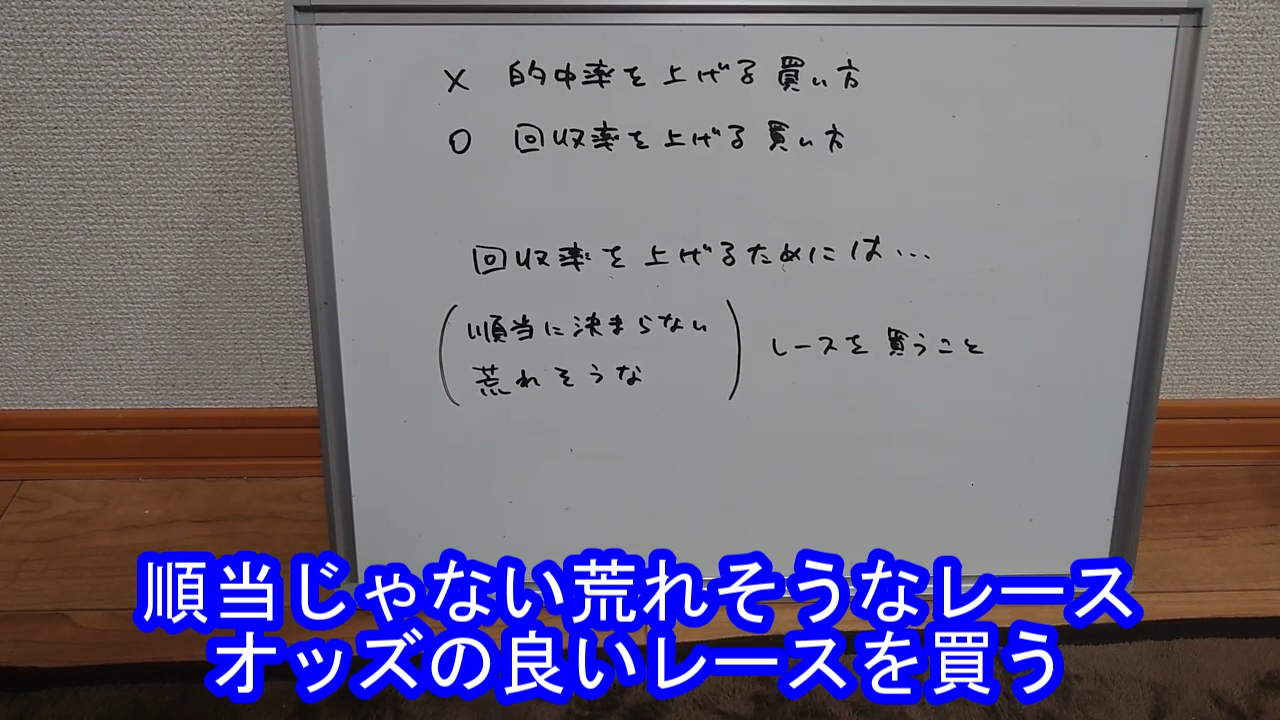 × 的中率を上げる買い方
○ 回収率を上げる買い方
回収率を上げるためには…
順当に決まらない
荒れそうな
レースを買うこと
順当じゃない荒れそうなレース
オッズの良いレースを買う